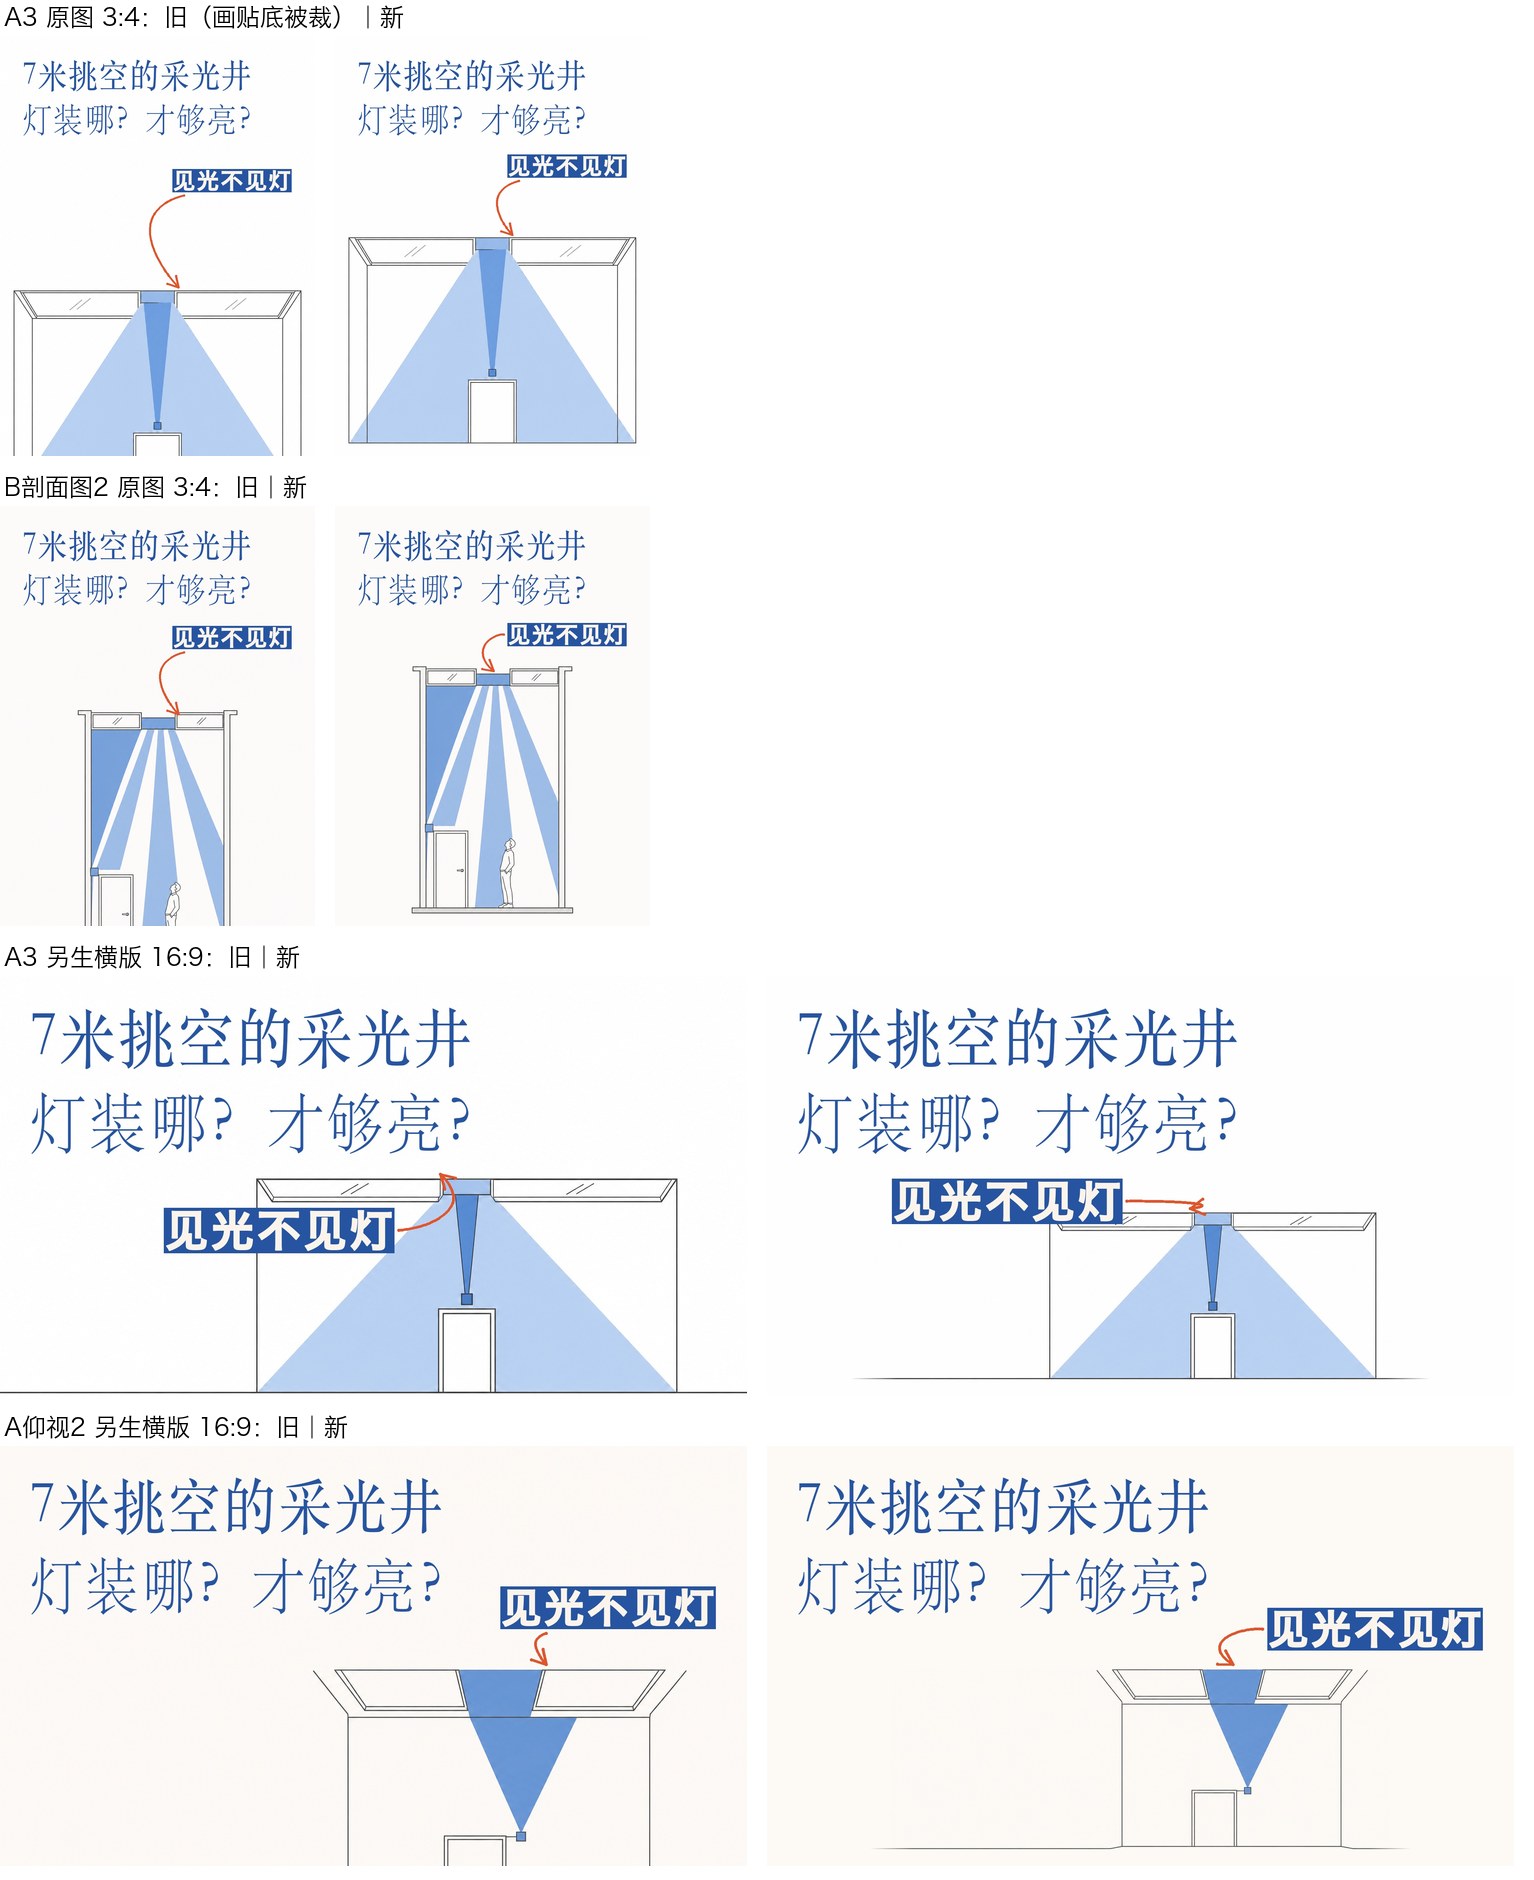 A3 原图 3:4：旧（画贴底被裁）｜新
7米挑空的采光井
灯装哪？才够亮？
见光不见灯
7米挑空的采光井
灯装哪？才够亮？
见光不见灯
B剖面图2 原图 3:4：旧｜新
7米挑空的采光井
灯装哪？才够亮？
见光不见灯
7米挑空的采光井
灯装哪？才够亮？
见光不见灯
A3 另生横版 16:9：旧｜新
7米挑空的采光井
灯装哪？才够亮？
见光不见灯
7米挑空的采光井
灯装哪？才够亮？
见光不见灯
A仰视2 另生横版 16:9：旧｜新
7米挑空的采光井
灯装哪？才够亮？
见光不见灯
7米挑空的采光井
灯装哪？才够亮？
见光不见灯